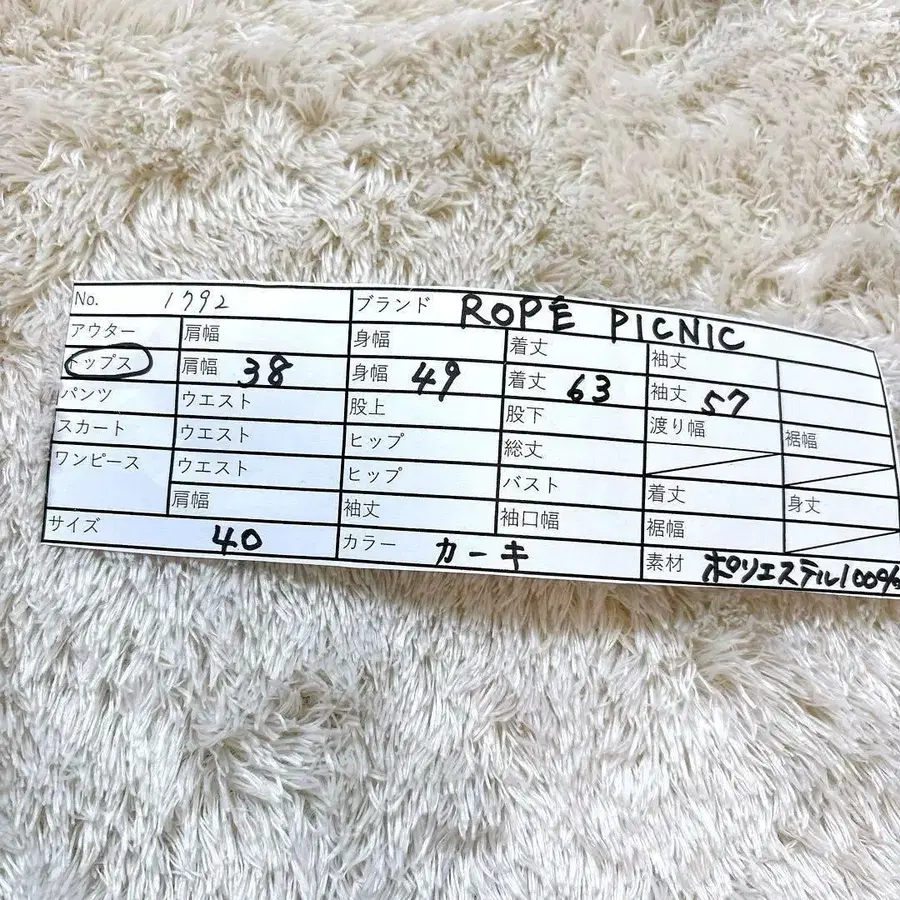 No. 1792 ブランド ROPÉ PICNIC
アウター 肩幅 身幅 着丈 袖丈
トップス 肩幅 38 身幅 49 着丈 63 袖丈 57
パンツ ウエスト 股上 股下 渡り幅 裾幅
スカート ウエスト ヒップ 総丈
ワンピース ウエスト ヒップ バスト 着丈 身丈
肩幅 袖丈 袖口幅 裾幅
サイズ 40 カラー カーキ 素材 ポリエステル100%